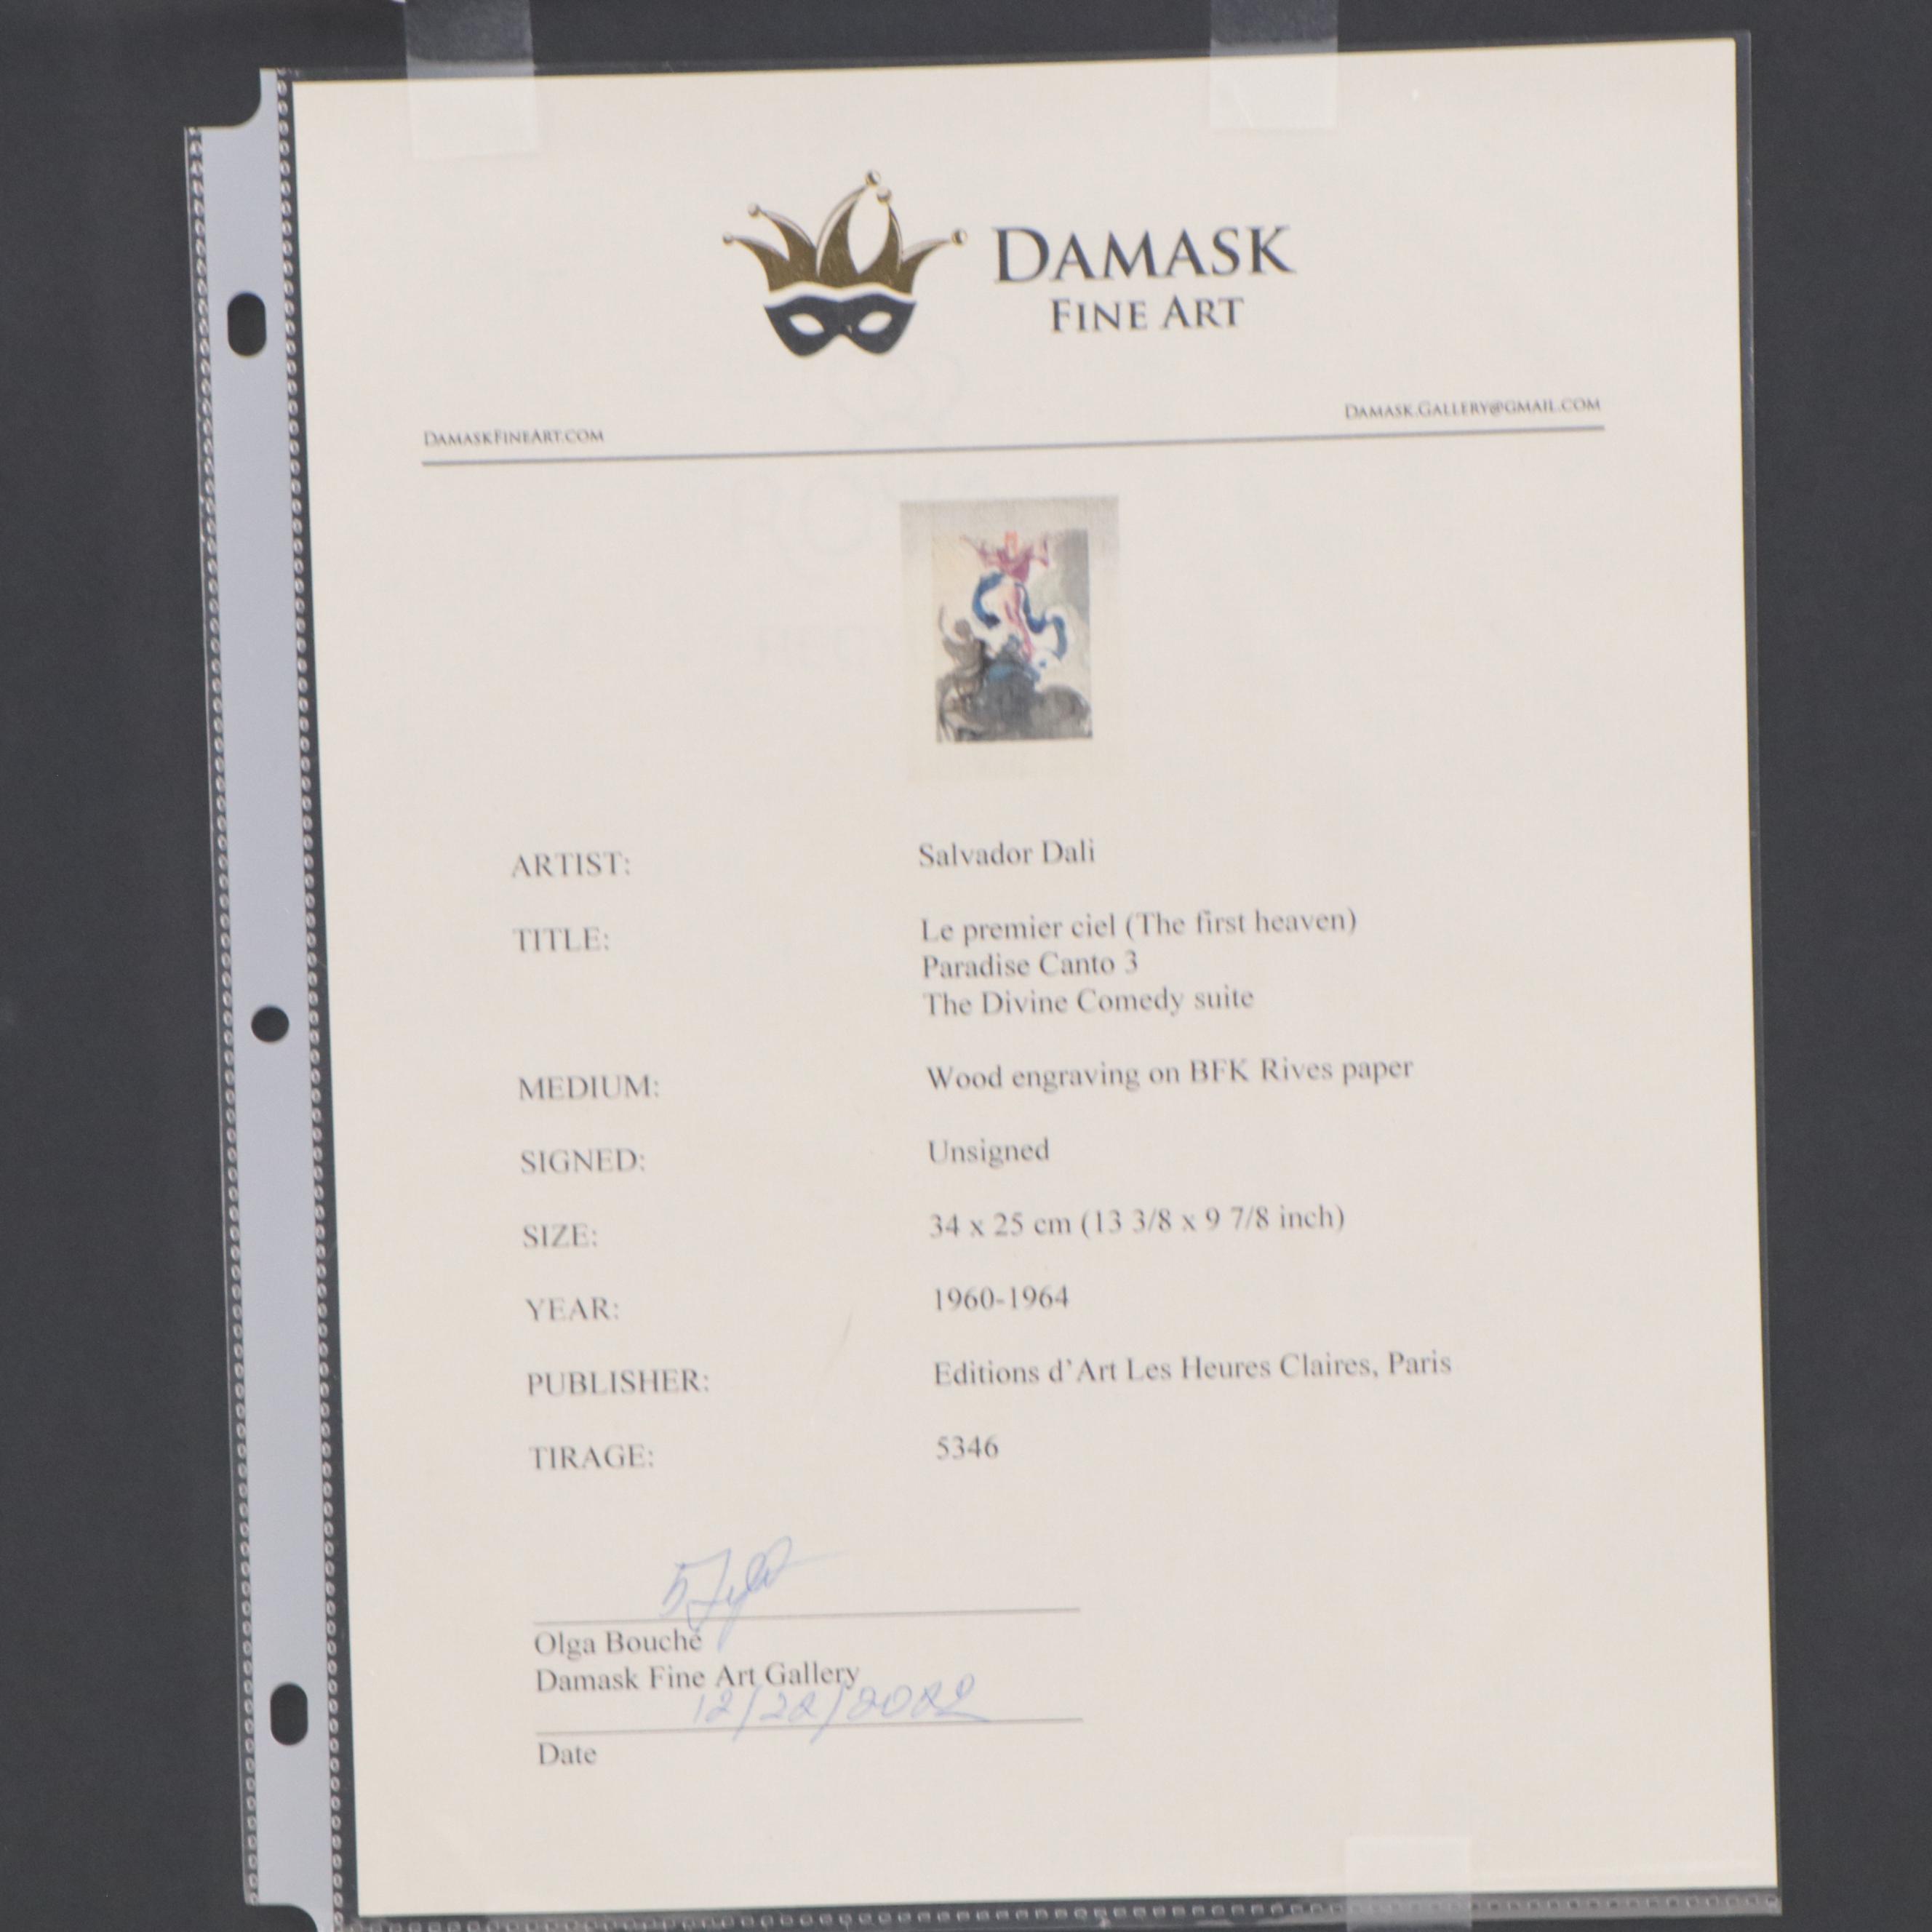 DAMASK
FINE ART
DAMASKFINEART.COM
DAMASK.GALLERY@GMAIL.COM
ARTIST: Salvador Dali
TITLE: Le premier ciel (The first heaven)
Paradise Canto 3
The Divine Comedy suite
MEDIUM: Wood engraving on BFK Rives paper
SIGNED: Unsigned
SIZE: 34 x 25 cm (13 3/8 x 9 7/8 inch)
YEAR: 1960-1964
PUBLISHER: Editions d'Art Les Heures Claires, Paris
TIRAGE: 5346
Olga Bouché
Damask Fine Art Gallery
12/22/2022
Date